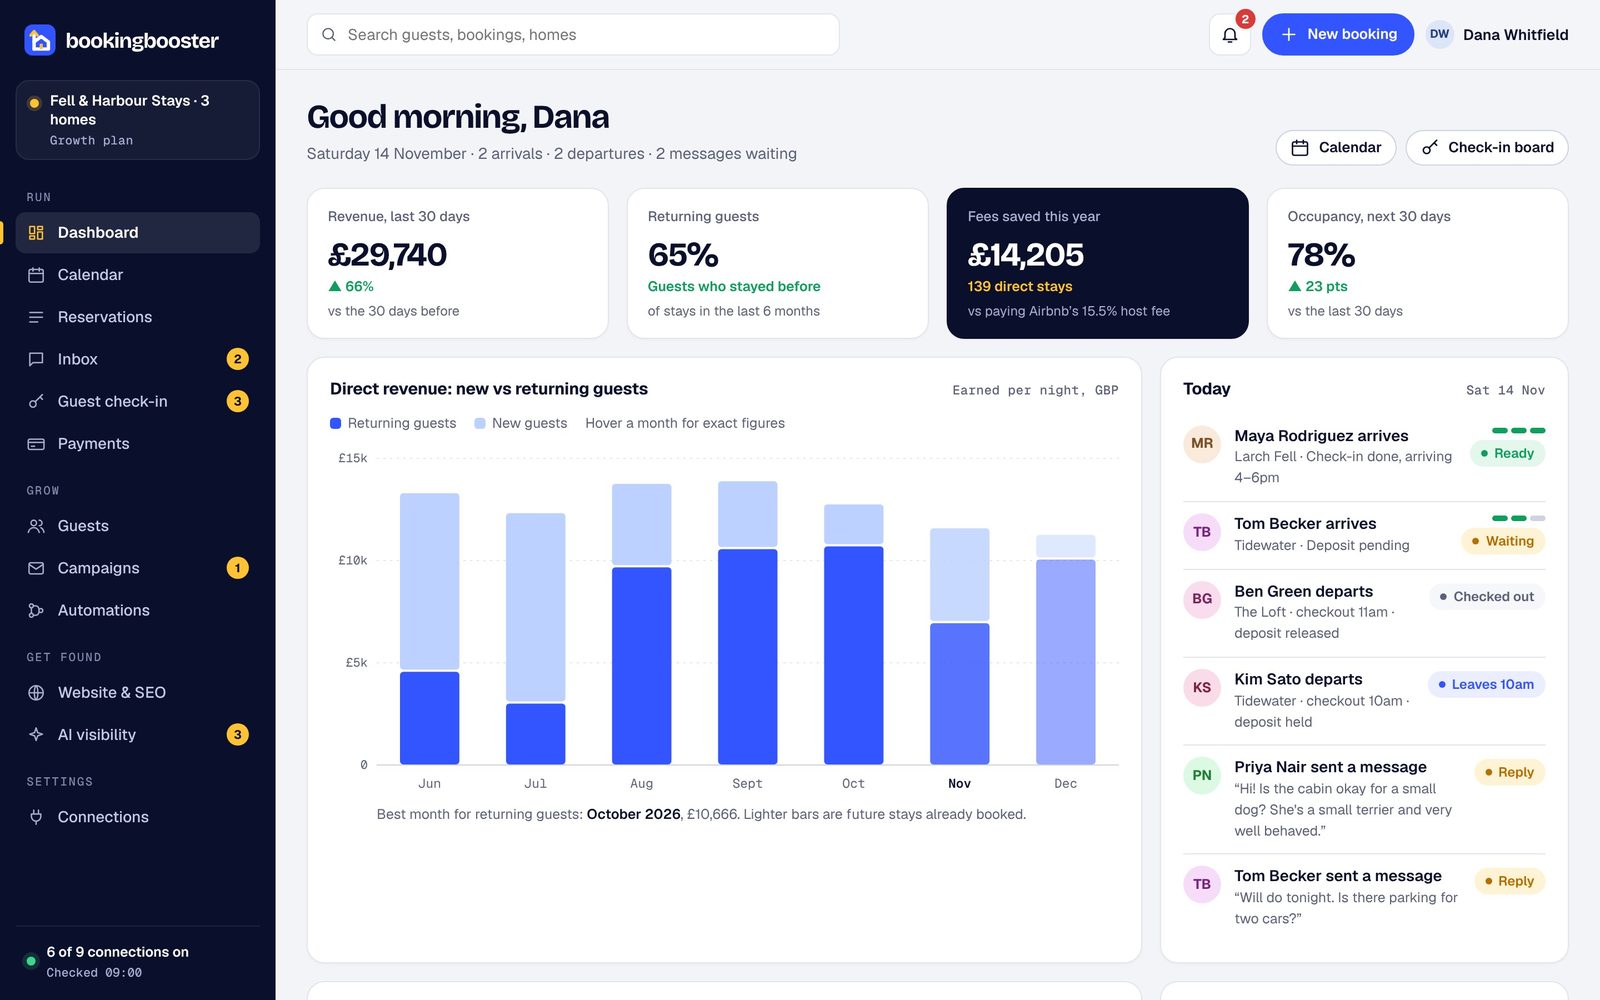 bookingbooster
Fell & Harbour Stays · 3
homes
Growth plan
RUN
Dashboard
Calendar
Reservations
Inbox 2
Guest check-in 3
Payments
GROW
Guests
Campaigns 1
Automations
GET FOUND
Website & SEO
AI visibility 3
SETTINGS
Connections
6 of 9 connections on
Checked 09:00
Search guests, bookings, homes
2
New booking
DW Dana Whitfield
Good morning, Dana
Saturday 14 November · 2 arrivals · 2 departures · 2 messages waiting
Calendar
Check-in board
Revenue, last 30 days
£29,740
▲ 66%
vs the 30 days before
Returning guests
65%
Guests who stayed before
of stays in the last 6 months
Fees saved this year
£14,205
139 direct stays
vs paying Airbnb's 15.5% host fee
Occupancy, next 30 days
78%
▲ 23 pts
vs the last 30 days
Direct revenue: new vs returning guests
Earned per night, GBP
Returning guests New guests Hover a month for exact figures
£15k
£10k
£5k
0
Jun Jul Aug Sept Oct Nov Dec
Best month for returning guests: October 2026, £10,666. Lighter bars are future stays already booked.
Today
Sat 14 Nov
MR
Maya Rodriguez arrives
Larch Fell · Check-in done, arriving
4–6pm
Ready
TB
Tom Becker arrives
Tidewater · Deposit pending
Waiting
BG
Ben Green departs
The Loft · checkout 11am ·
deposit released
Checked out
KS
Kim Sato departs
Tidewater · checkout 10am ·
deposit held
Leaves 10am
PN
Priya Nair sent a message
“Hi! Is the cabin okay for a small
dog? She's a small terrier and very
well behaved.”
Reply
TB
Tom Becker sent a message
“Will do tonight. Is there parking for
two cars?”
Reply